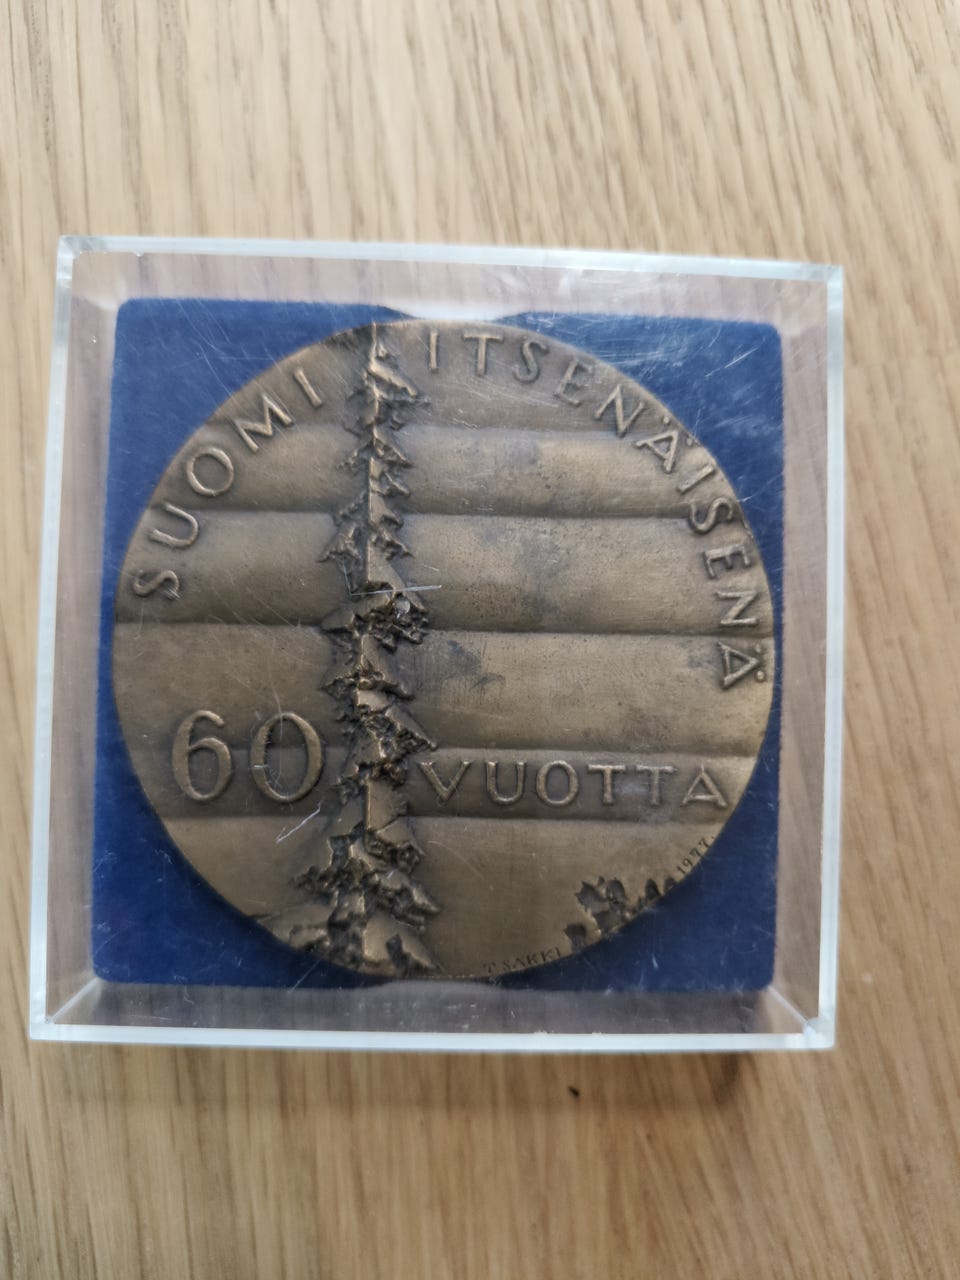 SUOMI ITSENÄISENÄ
60 VUOTTA
1977
T. SAKKI